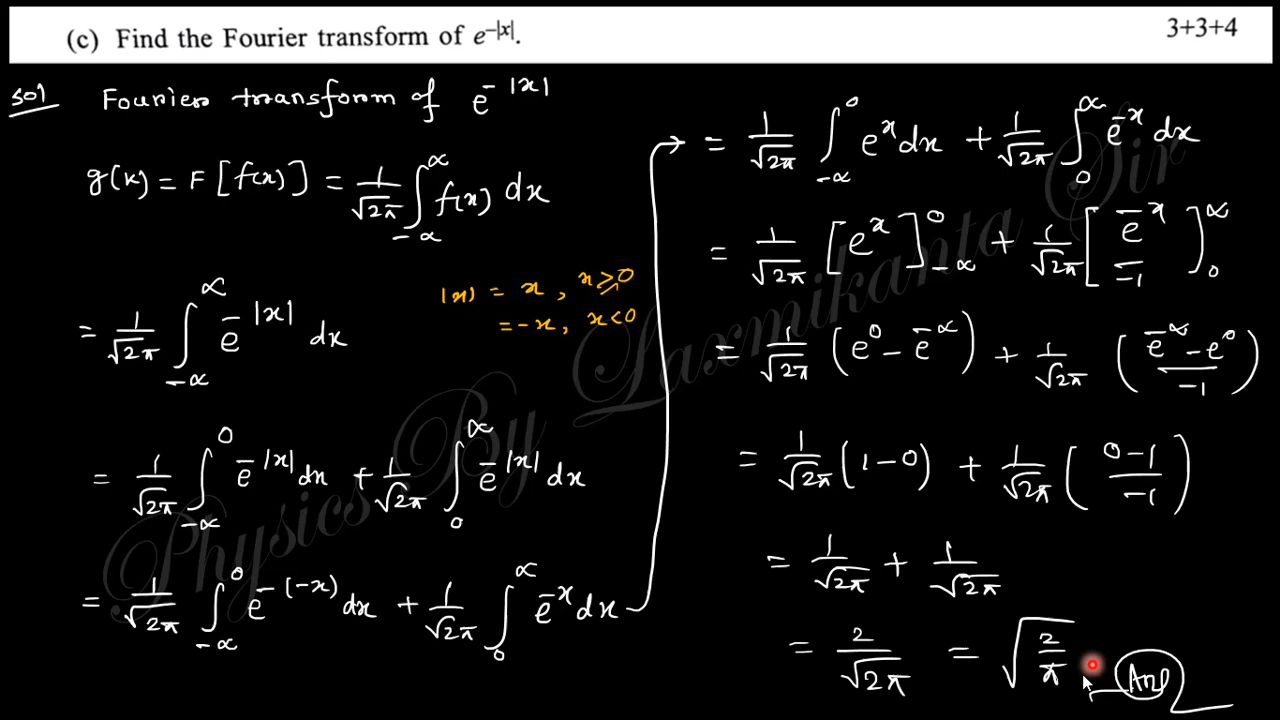 (c) Find the Fourier transform of e^{-|x|}. 3+3+4
Sol Fourier transform of e^{-|x|}
g(k) = F[f(x)] = 1/√2π ∫_{-∝}^{∝} f(x) dx
= 1/√2π ∫_{-∝}^{∝} e^{-|x|} dx
|x| = x, x≥0
= -x, x<0
= 1/√2π ∫_{-∝}^{0} e^{-|x|} dx + 1/√2π ∫_{0}^{∝} e^{-|x|} dx
= 1/√2π ∫_{-∝}^{0} e^{-(-x)} dx + 1/√2π ∫_{0}^{∝} e^{-x} dx
= 1/√2π ∫_{-∝}^{0} e^{x} dx + 1/√2π ∫_{0}^{∝} e^{-x} dx
= 1/√2π [e^{x}]_{-∝}^{0} + 1/√2π [e^{-x}/-1]_{0}^{∝}
= 1/√2π (e^{0} - e^{-∝}) + 1/√2π (e^{-∝} - e^{0}/-1)
= 1/√2π (1-0) + 1/√2π (0-1/-1)
= 1/√2π + 1/√2π
= 2/√2π = √(2/π) Ans
Physics By Laxmikanta Sir